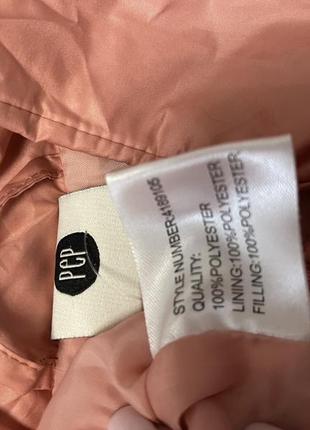 PEP
STYLE NUMBER:4189105
QUALITY:
100%POLYESTER
LINING:100%POLYESTER
FILLING:100%POLYESTER